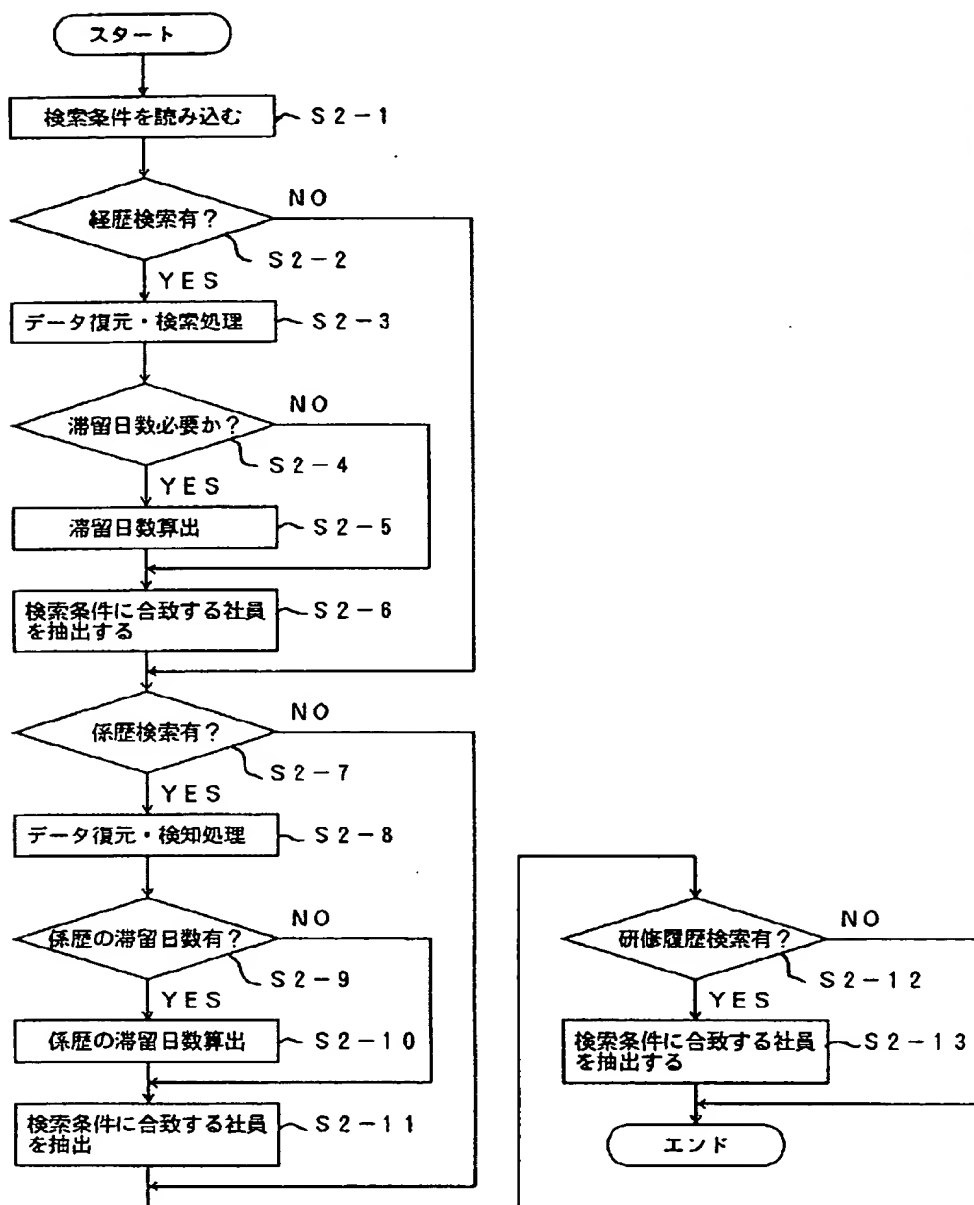 スタート
検索条件を読み込む
S2-1
経歴検索有?
NO
S2-2
YES
データ復元・検索処理
S2-3
滞留日数必要か?
NO
S2-4
YES
滞留日数算出
S2-5
検索条件に合致する社員
を抽出する
S2-6
係歴検索有?
NO
S2-7
YES
データ復元・検知処理
S2-8
係歴の滞留日数有?
NO
S2-9
YES
係歴の滞留日数算出
S2-10
検索条件に合致する社員
を抽出
S2-11
研修履歴検索有?
NO
S2-12
YES
検索条件に合致する社員
を抽出する
S2-13
エンド